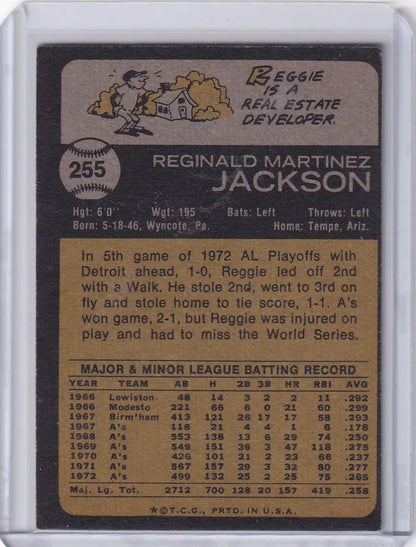 REGGIE
IS A
REAL ESTATE
DEVELOPER.
255
REGINALD MARTINEZ
JACKSON
Hgt: 6'0" Wgt: 195 Bats: Left Throws: Left
Born: 5-18-46, Wyncote, Pa. Home: Tempe, Ariz.
In 5th game of 1972 AL Playoffs with
Detroit ahead, 1-0, Reggie led off 2nd
with a Walk. He stole 2nd, went to 3rd on
fly and stole home to tie score, 1-1. A's
won game, 2-1, but Reggie was injured on
play and had to miss the World Series.
MAJOR & MINOR LEAGUE BATTING RECORD
YEAR TEAM AB H 2B 3B HR RBI AVG
1966 Lewiston 48 14 3 2 2 11 .292
1966 Modesto 221 66 6 0 21 60 .299
1967 Birm'ham 413 121 26 17 17 58 .293
1967 A's 118 21 4 4 1 6 .178
1968 A's 553 138 13 6 29 74 .250
1969 A's 549 151 36 3 47 118 .275
1970 A's 426 101 21 2 23 66 .237
1971 A's 567 157 29 3 32 80 .277
1972 A's 499 132 25 2 25 75 .265
Maj. Lg. Tot. 2712 700 128 20 157 419 .258
*©T.C.G., PRTD. IN U.S.A.